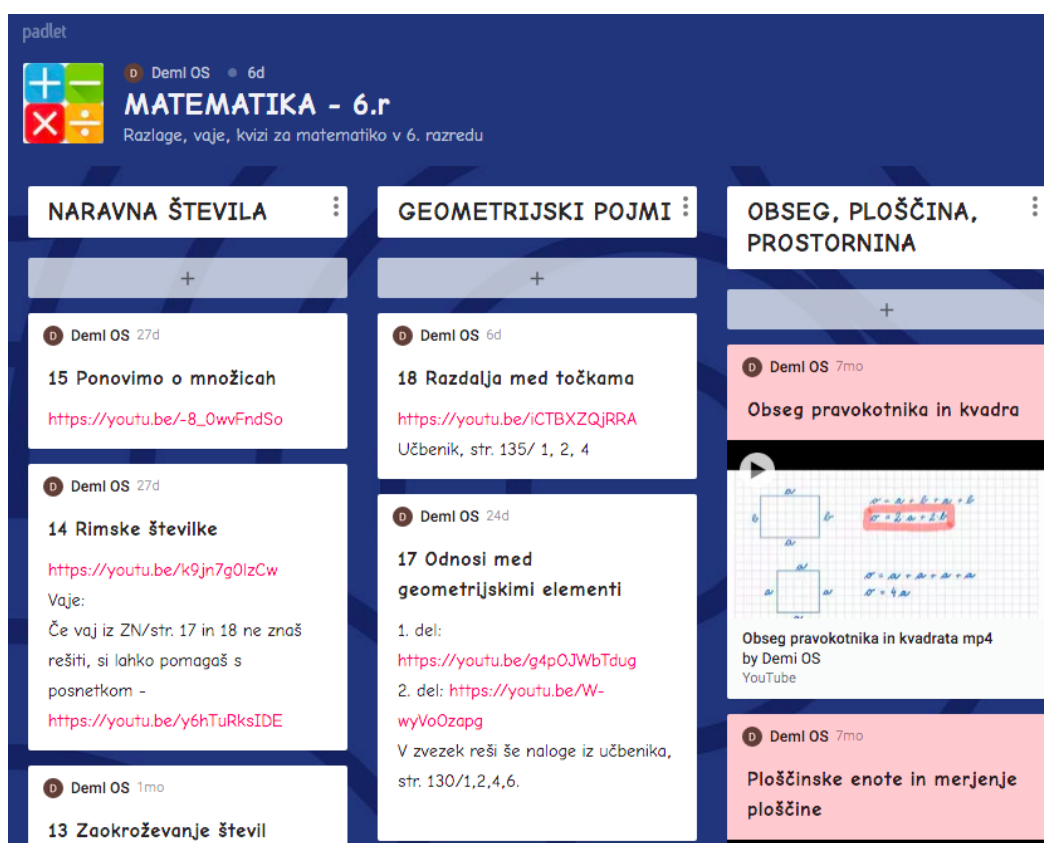 padlet
D DemI OS 6d
MATEMATIKA - 6.r
Razlage, vaje, kvizi za matematiko v 6. razredu
NARAVNA ŠTEVILA
+
D DemI OS 27d
15 Ponovimo o množicah
https://youtu.be/-8_0wvFndSo
D DemI OS 27d
14 Rimske številke
https://youtu.be/k9jn7g0IzCw
Vaje:
Če vaj iz ZN/str. 17 in 18 ne znaš
rešiti, si lahko pomagaš s
posnetkom -
https://youtu.be/y6hTuRksIDE
D DemI OS 1mo
13 Zaokroževanje števil
GEOMETRIJSKI POJMI
+
D DemI OS 6d
18 Razdalja med točkama
https://youtu.be/iCTBXZQjRRA
Učbenik, str. 135/ 1, 2, 4
D DemI OS 24d
17 Odnosi med
geometrijskimi elementi
1. del:
https://youtu.be/g4pOJWbTdug
2. del: https://youtu.be/W-
wyVoOzapg
V zvezek reši še naloge iz učbenika,
str. 130/1,2,4,6.
OBSEG, PLOŠČINA,
PROSTORNINA
+
D DemI OS 7mo
Obseg pravokotnika in kvadra
a
b b
a
o = a + b + a + b
o = 2a + 2b
a
a a
o = a + a + a + a
o = 4a
Obseg pravokotnika in kvadrata mp4
by Demi OS
YouTube
D DemI OS 7mo
Ploščinske enote in merjenje
ploščine